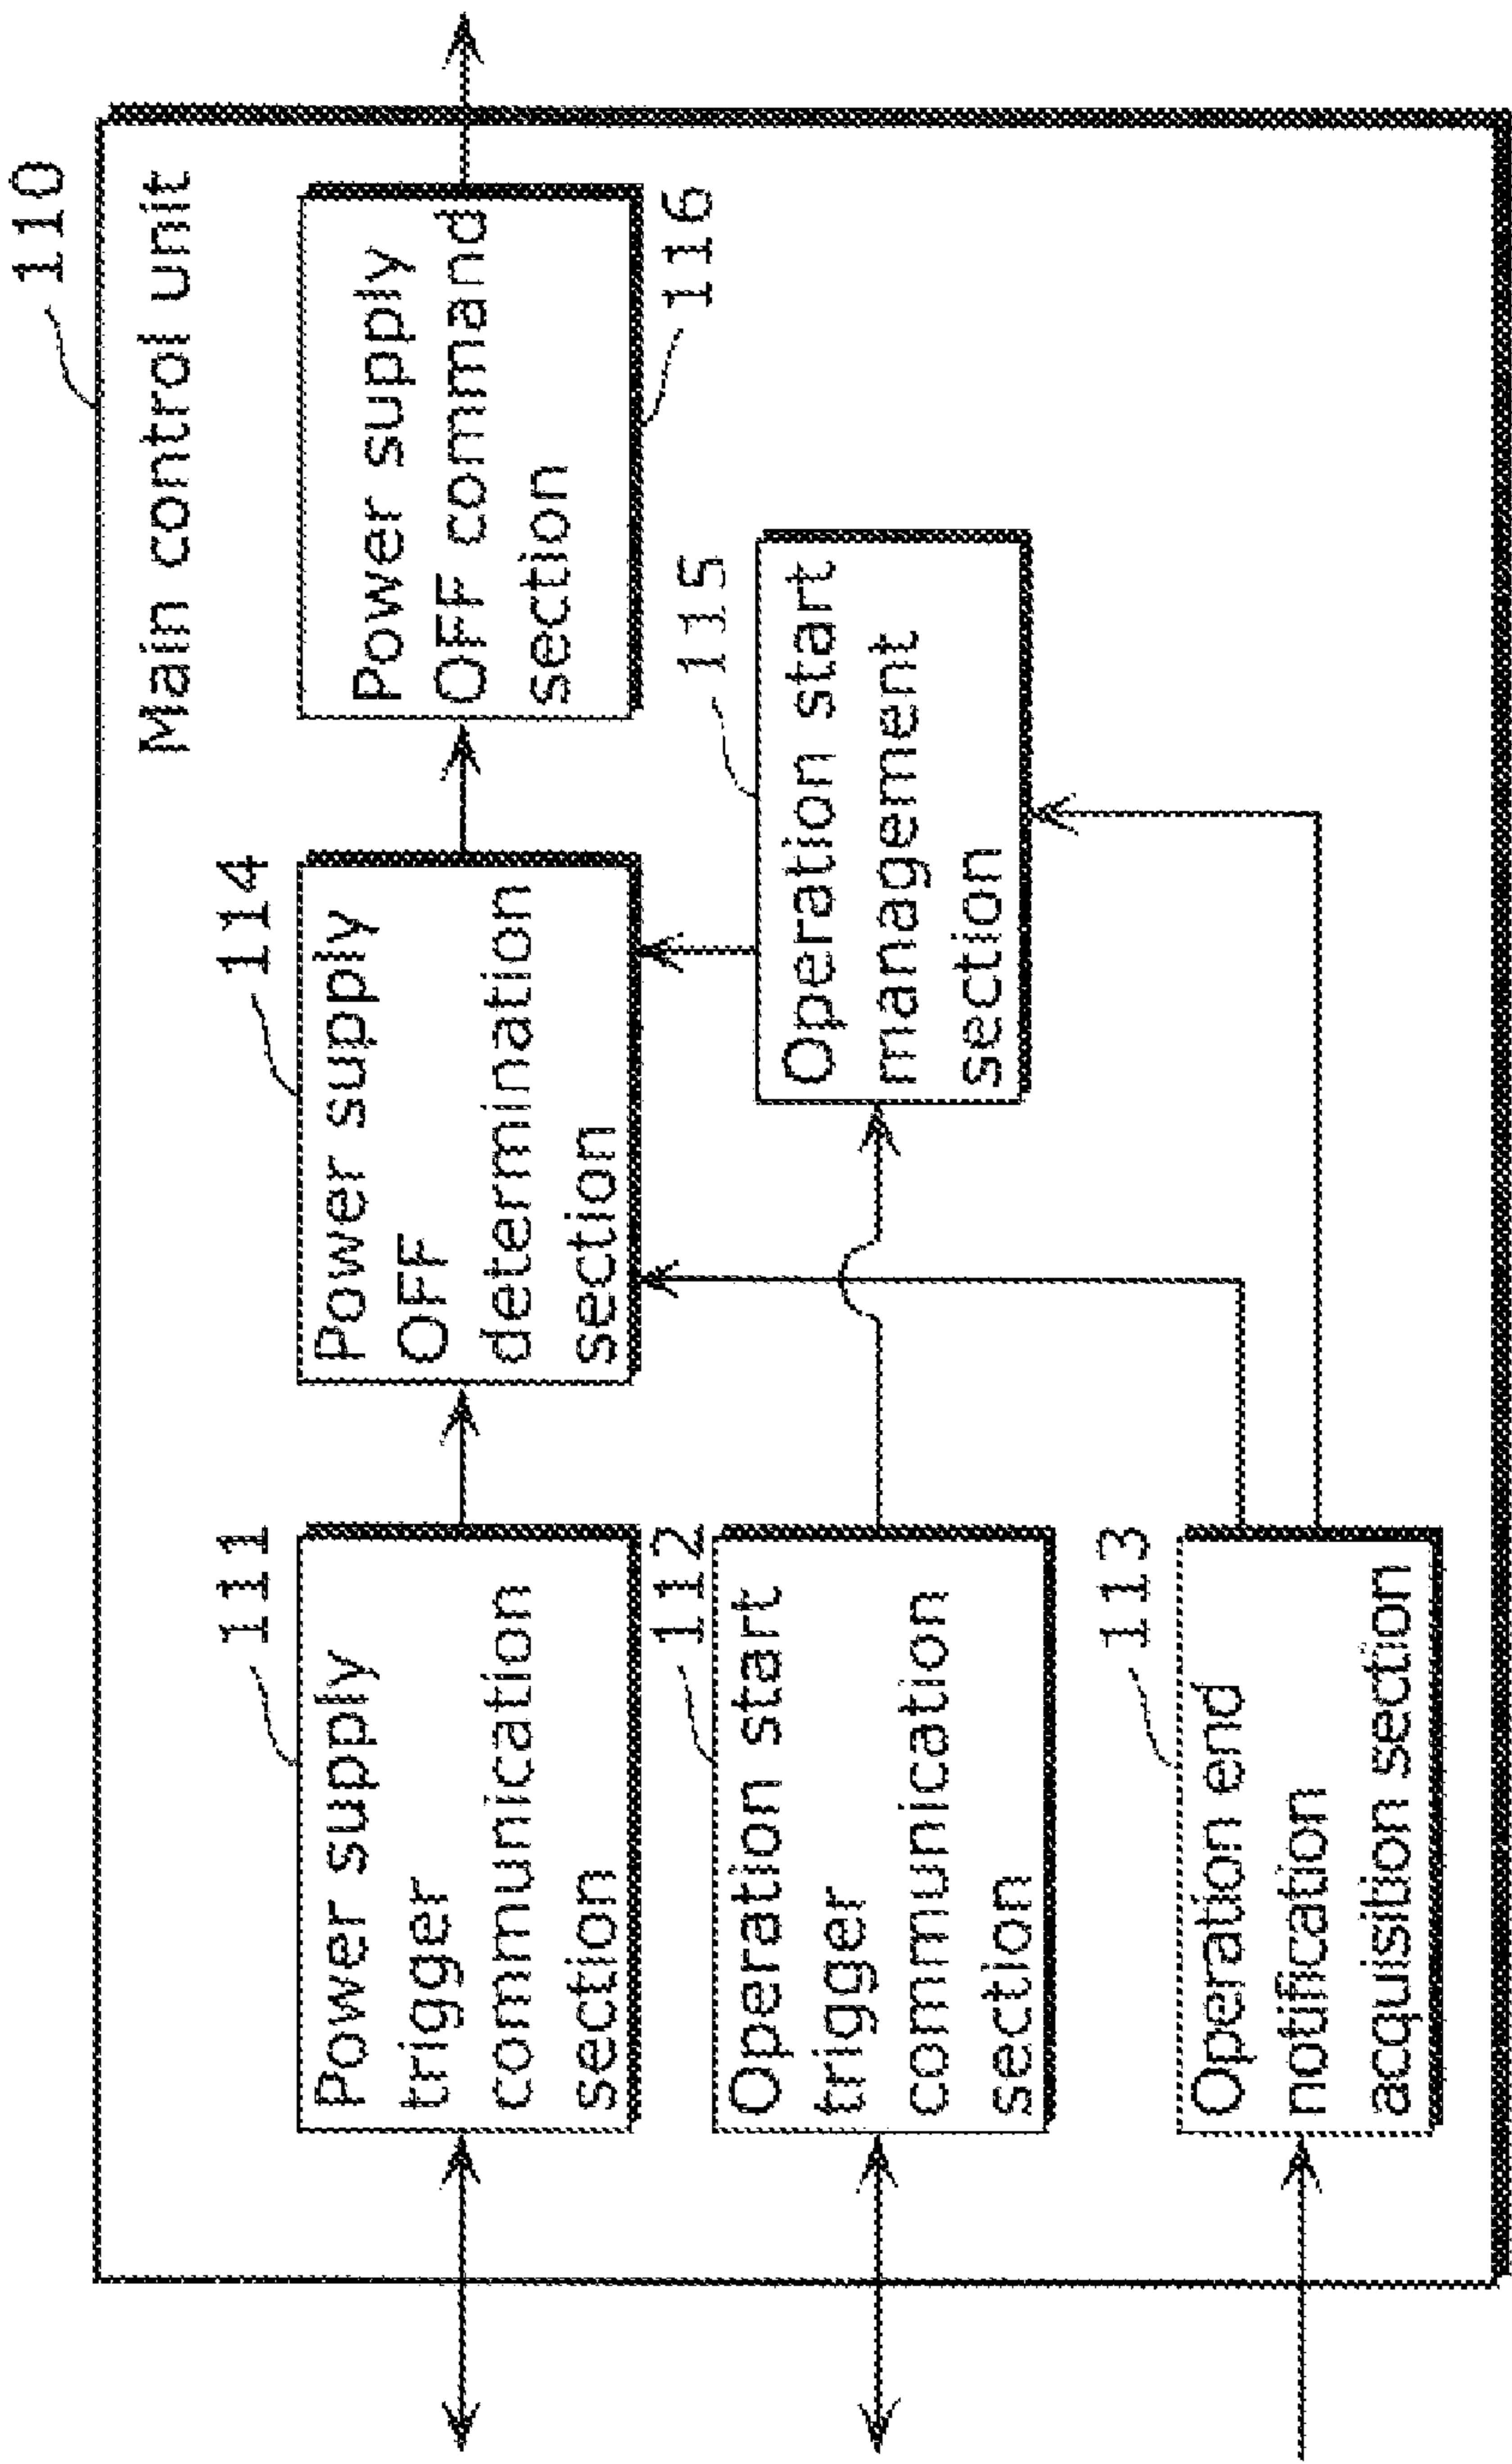 110
Main control unit
111
Power supply
trigger
communication
section
114
Power supply
OFF
determination
section
Power supply
OFF command
section
116
112
Operation start
trigger
communication
section
115
Operation start
management
section
113
Operation end
notification
acquisition section